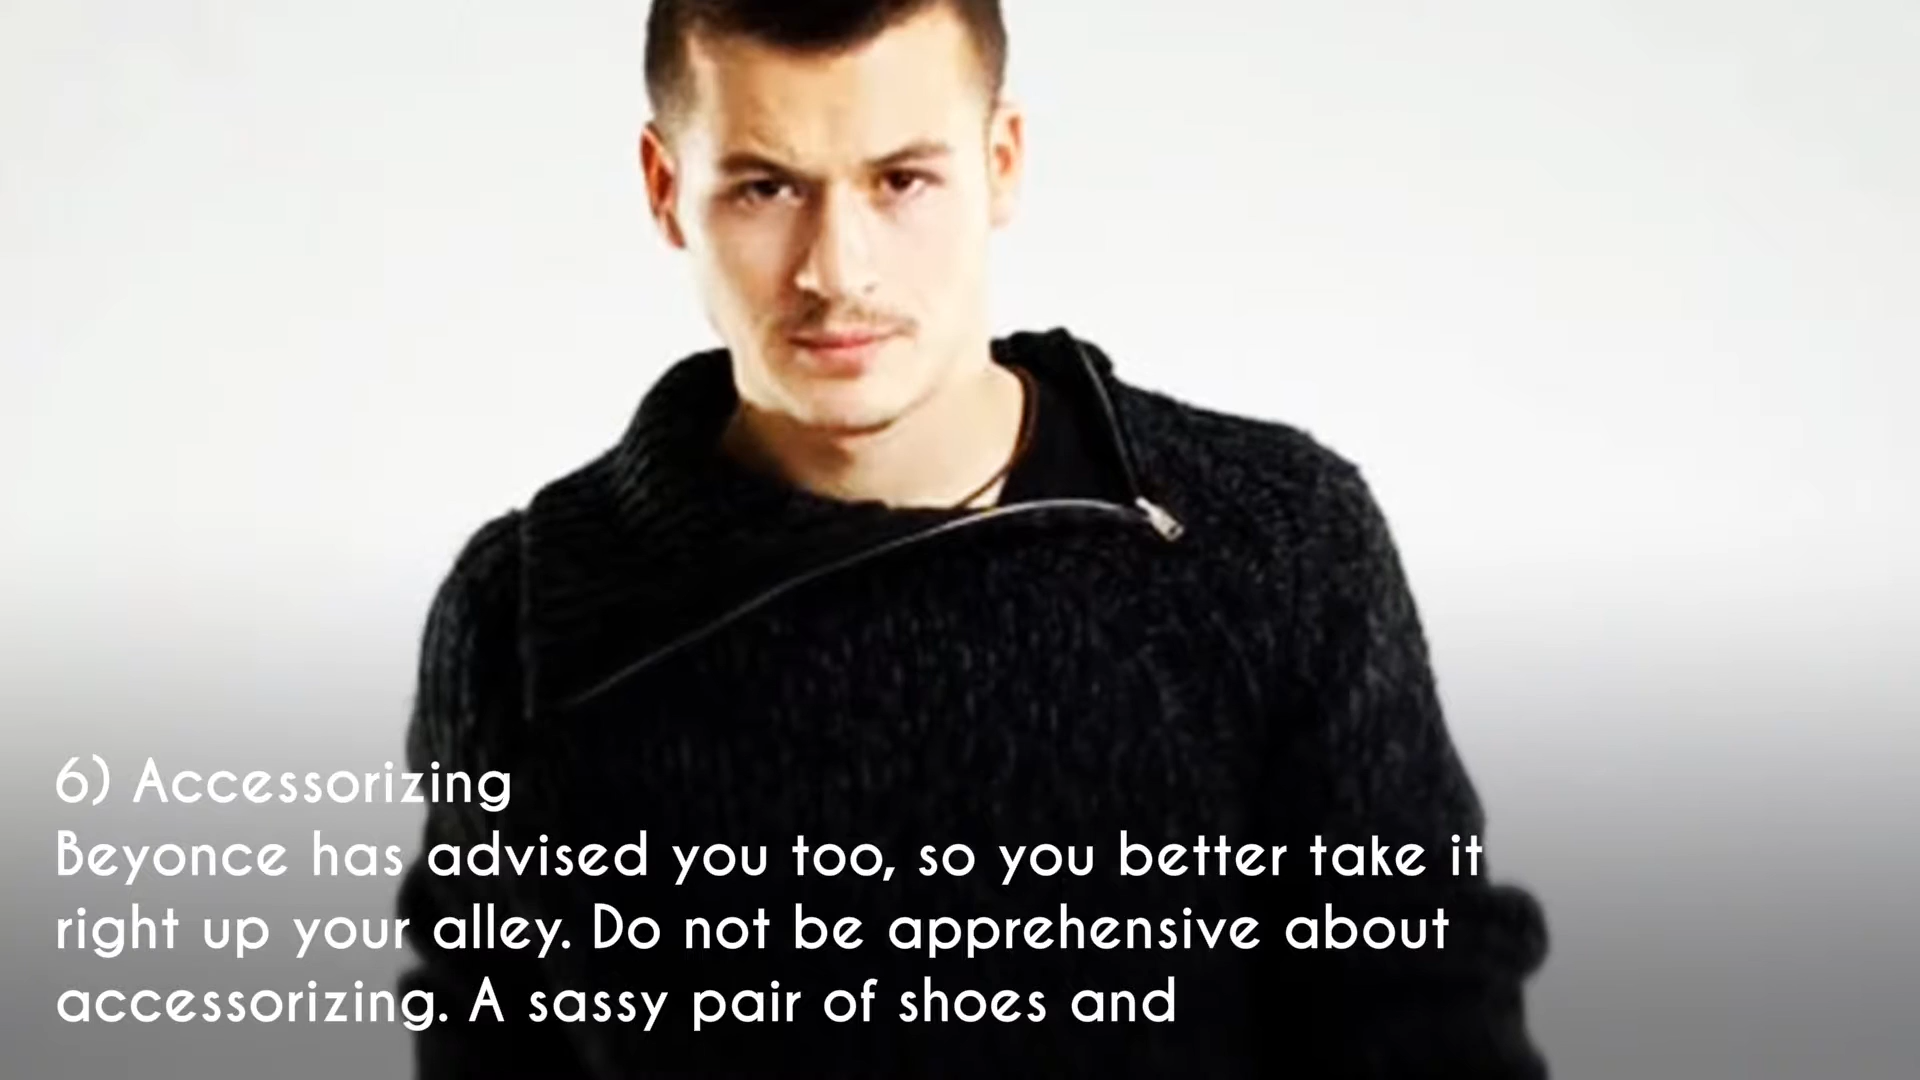 6) Accessorizing
Beyonce has advised you too, so you better take it
right up your alley. Do not be apprehensive about
accessorizing. A sassy pair of shoes and